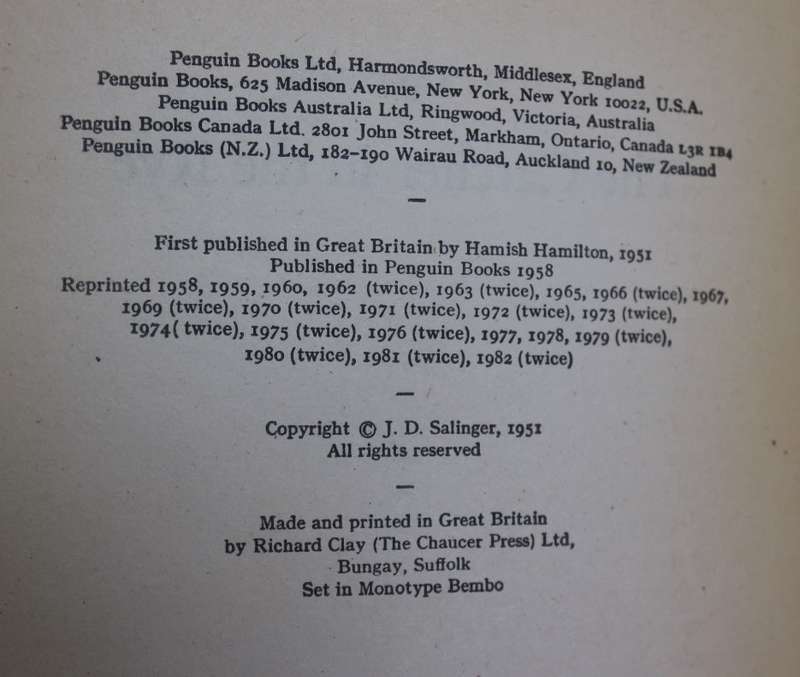 Penguin Books Ltd, Harmondsworth, Middlesex, England
Penguin Books, 625 Madison Avenue, New York, New York 10022, U.S.A.
Penguin Books Australia Ltd, Ringwood, Victoria, Australia
Penguin Books Canada Ltd. 2801 John Street, Markham, Ontario, Canada L3R 1B4
Penguin Books (N.Z.) Ltd, 182–190 Wairau Road, Auckland 10, New Zealand
—
First published in Great Britain by Hamish Hamilton, 1951
Published in Penguin Books 1958
Reprinted 1958, 1959, 1960, 1962 (twice), 1963 (twice), 1965, 1966 (twice), 1967,
1969 (twice), 1970 (twice), 1971 (twice), 1972 (twice), 1973 (twice),
1974( twice), 1975 (twice), 1976 (twice), 1977, 1978, 1979 (twice),
1980 (twice), 1981 (twice), 1982 (twice)
—
Copyright © J. D. Salinger, 1951
All rights reserved
—
Made and printed in Great Britain
by Richard Clay (The Chaucer Press) Ltd,
Bungay, Suffolk
Set in Monotype Bembo